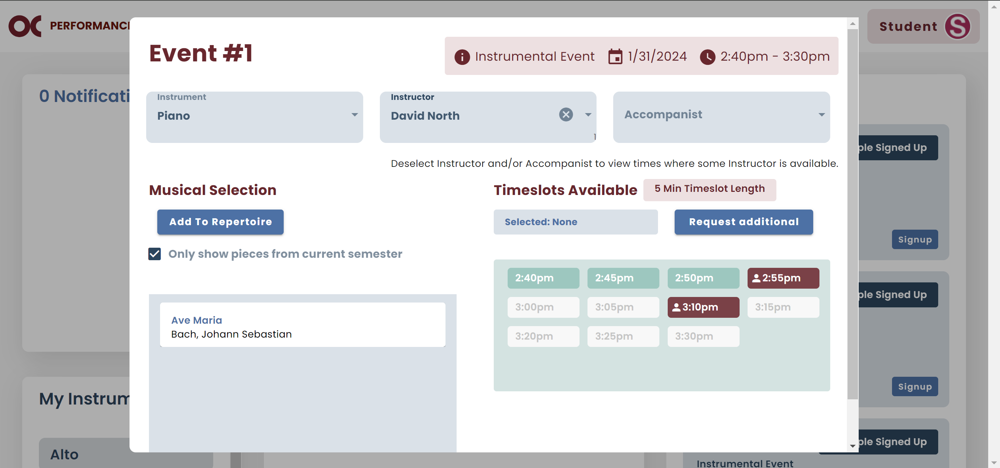 OC PERFORMANC
Student S
Event #1
Instrumental Event 1/31/2024 2:40pm - 3:30pm
0 Notificati
Instrument
Piano
Instructor
David North
1
Accompanist
ple Signed Up
Deselect Instructor and/or Accompanist to view times where some Instructor is available.
Musical Selection
Timeslots Available 5 Min Timeslot Length
Add To Repertoire
Selected: None
Request additional
Signup
Only show pieces from current semester
2:40pm 2:45pm 2:50pm 2:55pm
3:00pm 3:05pm 3:10pm 3:15pm
3:20pm 3:25pm 3:30pm
ple Signed Up
Ave Maria
Bach, Johann Sebastian
Signup
My Instrum
Alto
ple Signed Up
Instrumental Event